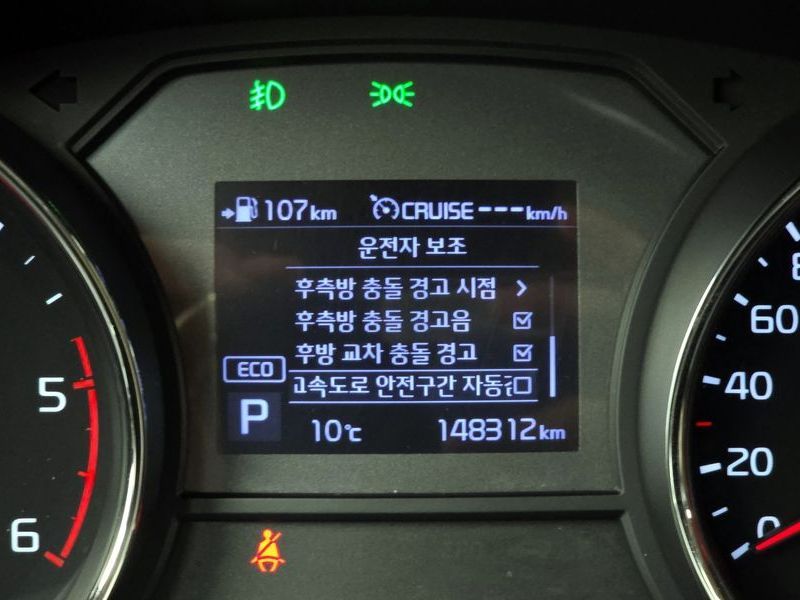 107km CRUISE---km/h
운전자 보조
후측방 충돌 경고 시점 >
후측방 충돌 경고음
후방 교차 충돌 경고
ECO
고속도로 안전구간 자동
P
10℃ 148312km
5
6
60
40
20
0